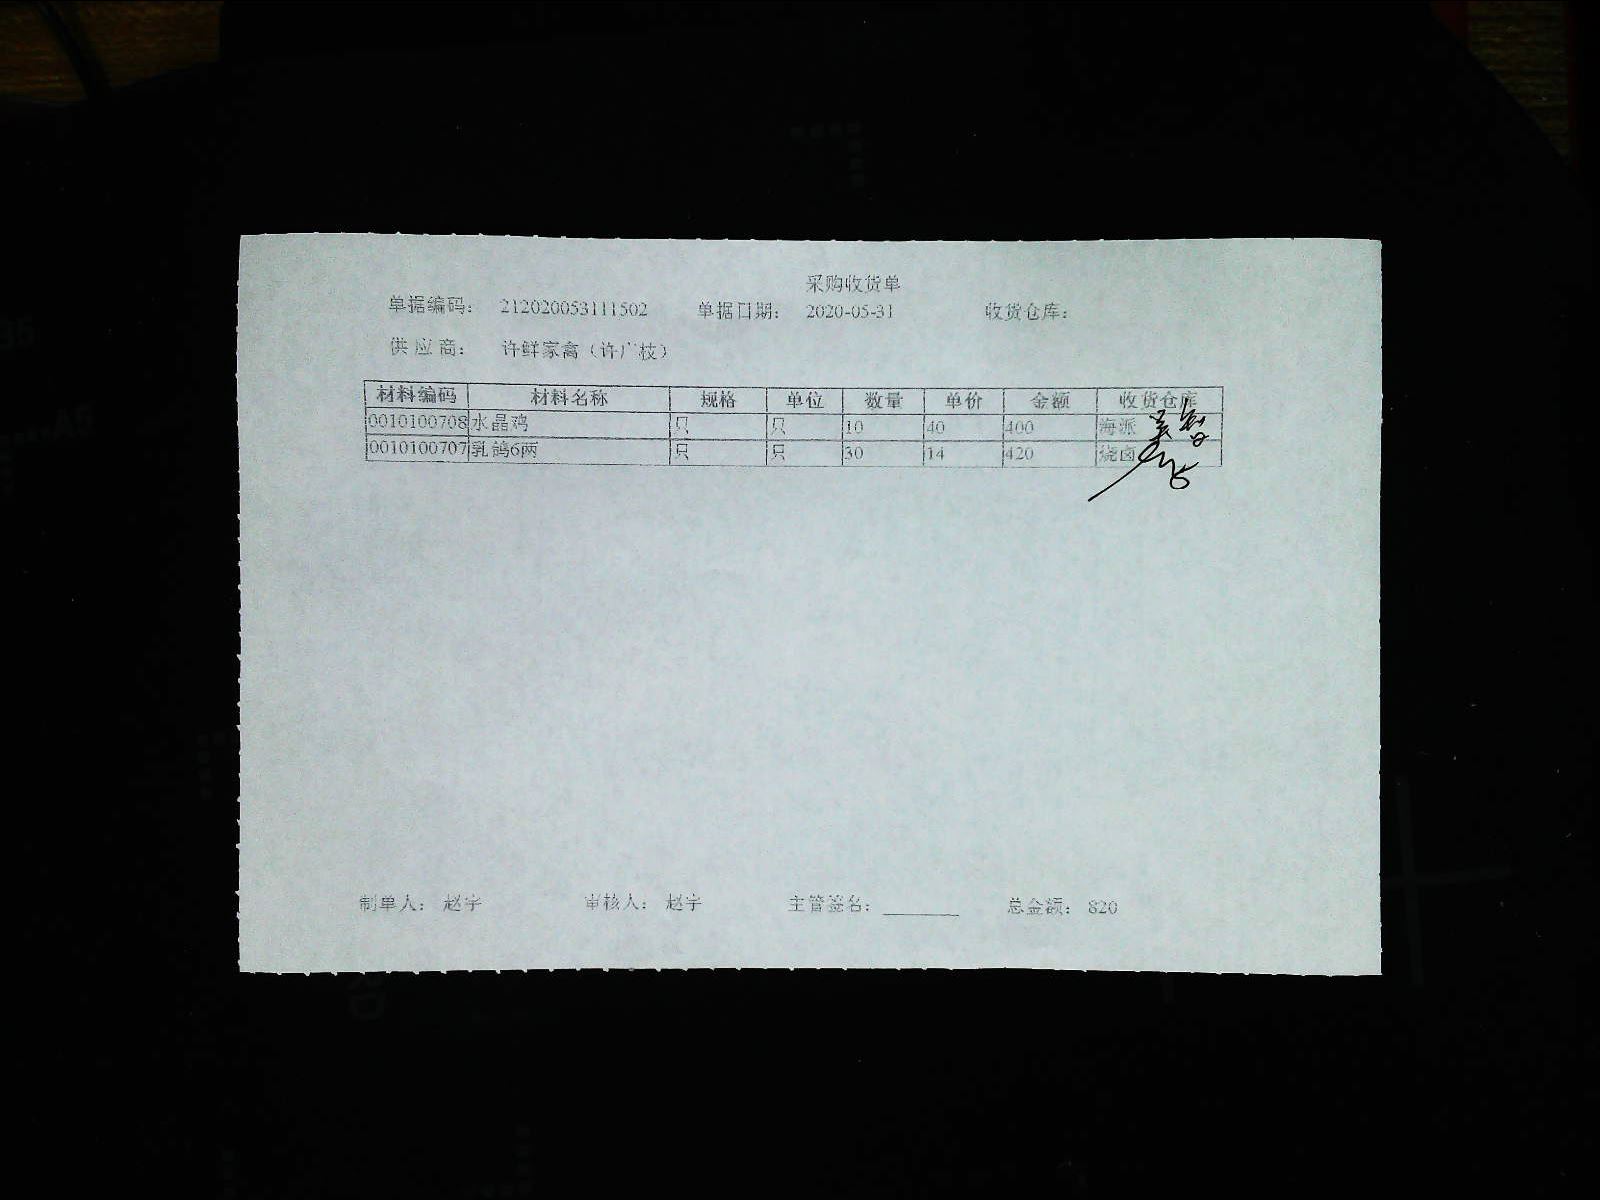 采购收货单
单据编码： 212020053111502 单据日期： 2020-05-31 收货仓库：
供应商： 许鲜家禽（许广枝）
材料编码 材料名称 规格 单位 数量 单价 金额 收货仓库
0010100708 水晶鸡 只 只 10 40 400 海派
0010100707 乳鸽6两 只 只 30 14 420 烧卤
制单人： 赵宇 审核人： 赵宇 主管签名： 总金额： 820